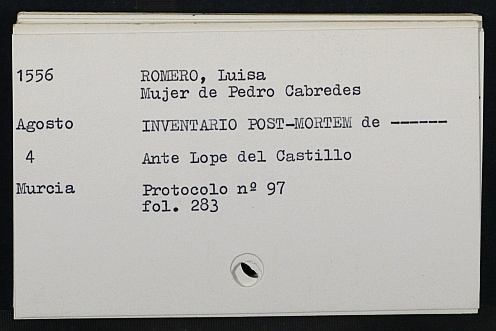 1556 ROMERO, Luisa
Mujer de Pedro Cabredes
Agosto INVENTARIO POST-MORTEM de ------
4 Ante Lope del Castillo
Murcia Protocolo nº 97
fol. 283